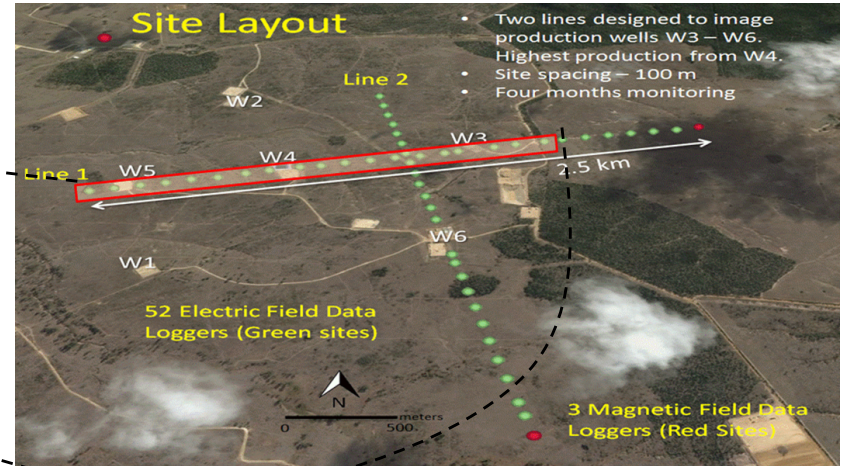 Site Layout
• Two lines designed to image
production wells W3 – W6.
Highest production from W4.
• Site spacing – 100 m
• Four months monitoring
Line 2
W2
W3
W4
W5
Line 1
2.5 km
W6
W1
52 Electric Field Data
Loggers (Green sites)
N
meters
0 500
3 Magnetic Field Data
Loggers (Red Sites)